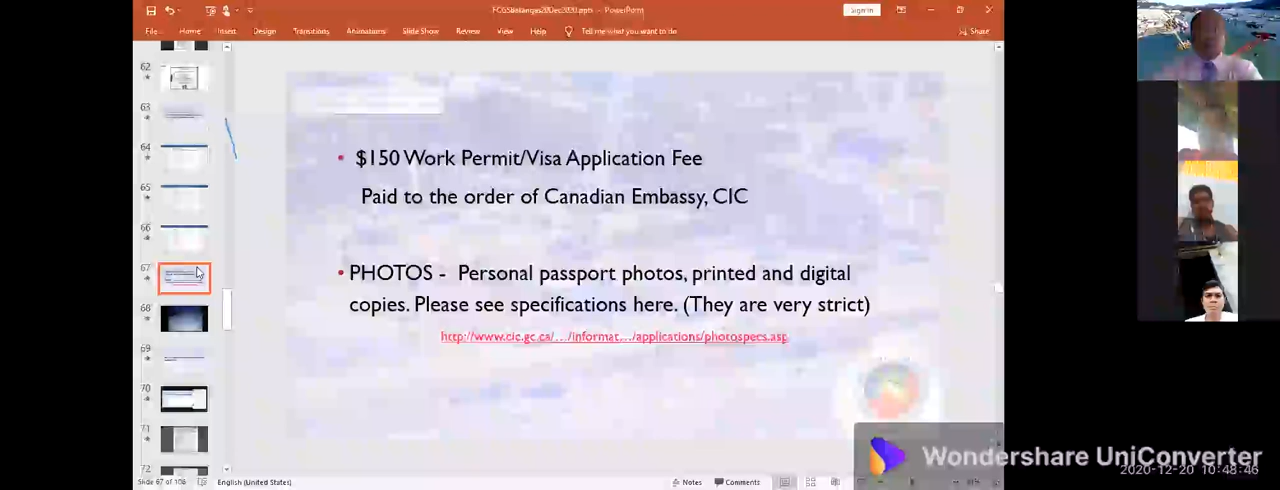 FCGSBatangas20Dec2020.pptx - PowerPoint
Sign in
File
Home
Insert
Design
Transitions
Animations
Slide Show
Review
View
Help
Tell me what you want to do
Share
62
63
64
65
66
67
68
69
70
71
72
• $150 Work Permit/Visa Application Fee
Paid to the order of Canadian Embassy, CIC
• PHOTOS - Personal passport photos, printed and digital
copies. Please see specifications here. (They are very strict)
http://www.cic.gc.ca/…/informat…/applications/photospecs.asp
Wondershare UniConverter
2020-12-20 10:48:46
Slide 67 of 106
English (United States)
Notes
Comments